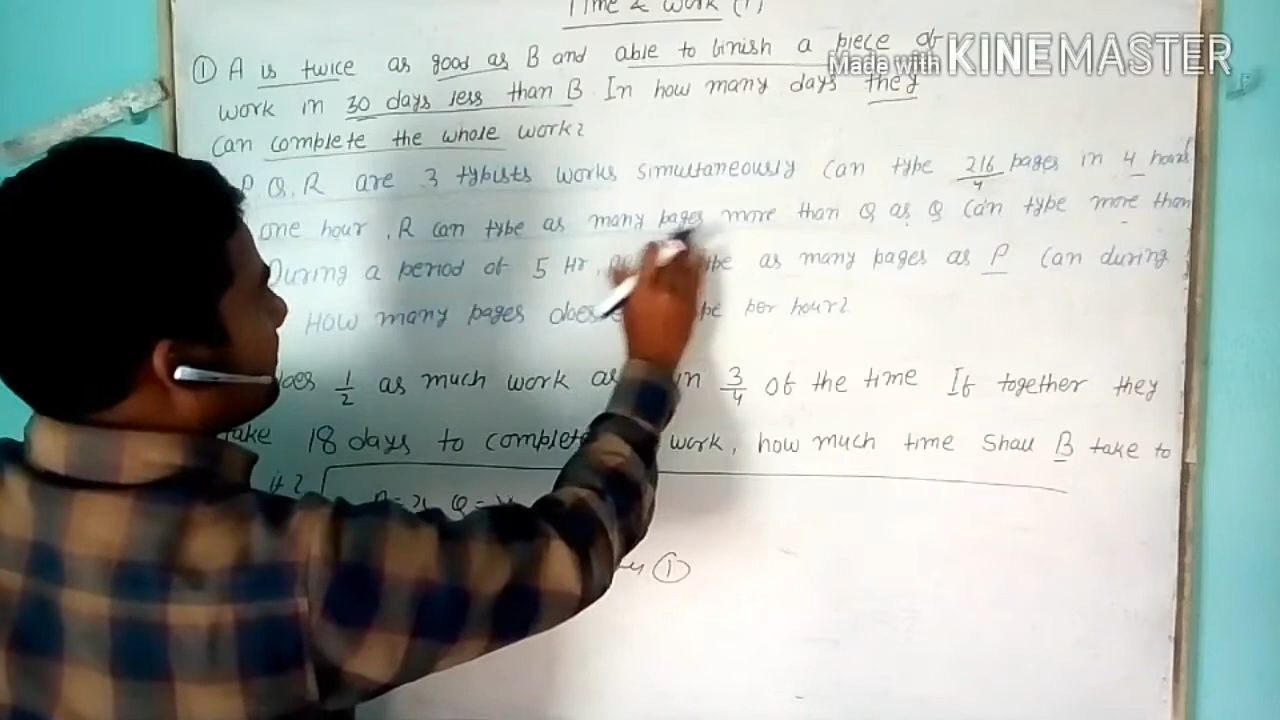 Time & Work (1)
① A is twice as good as B and able to finish a piece of
work in 30 days less than B. In how many days they
Can complete the whole work?
P. Q. R are 3 typists works simultaneously can type 216/4 pages in 4 hours
one hour, R can type as many pages more than Q as Q can type more than
During a period of 5 Hr, as many pages as P can during
How many pages does per hour?
1/2 as much work as in 3/4 of the time If together they
take 18 days to complete work, how much time Shall B take to
it?
①
Made with KINEMASTER